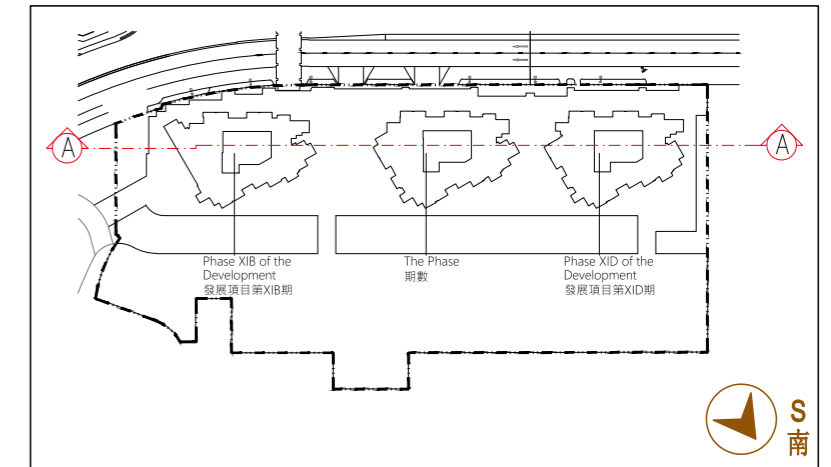 A
A
Phase XIB of the
Development
發展項目第XIB期
The Phase
期數
Phase XID of the
Development
發展項目第XID期
S
南